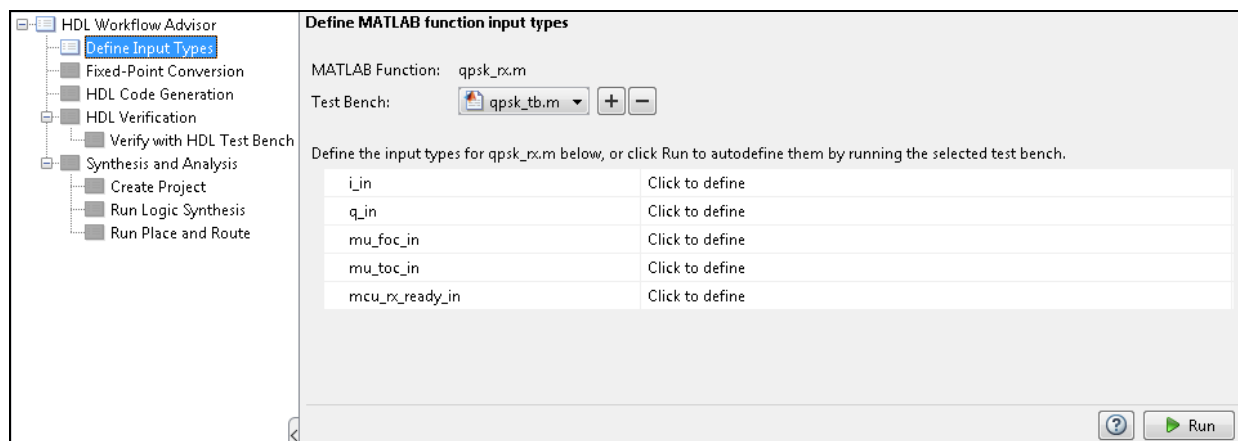 HDL Workflow Advisor
Define Input Types
Fixed-Point Conversion
HDL Code Generation
HDL Verification
Verify with HDL Test Bench
Synthesis and Analysis
Create Project
Run Logic Synthesis
Run Place and Route
Define MATLAB function input types
MATLAB Function: qpsk_rx.m
Test Bench: qpsk_tb.m
Define the input types for qpsk_rx.m below, or click Run to autodefine them by running the selected test bench.
i_in Click to define
q_in Click to define
mu_foc_in Click to define
mu_toc_in Click to define
mcu_rx_ready_in Click to define
Run